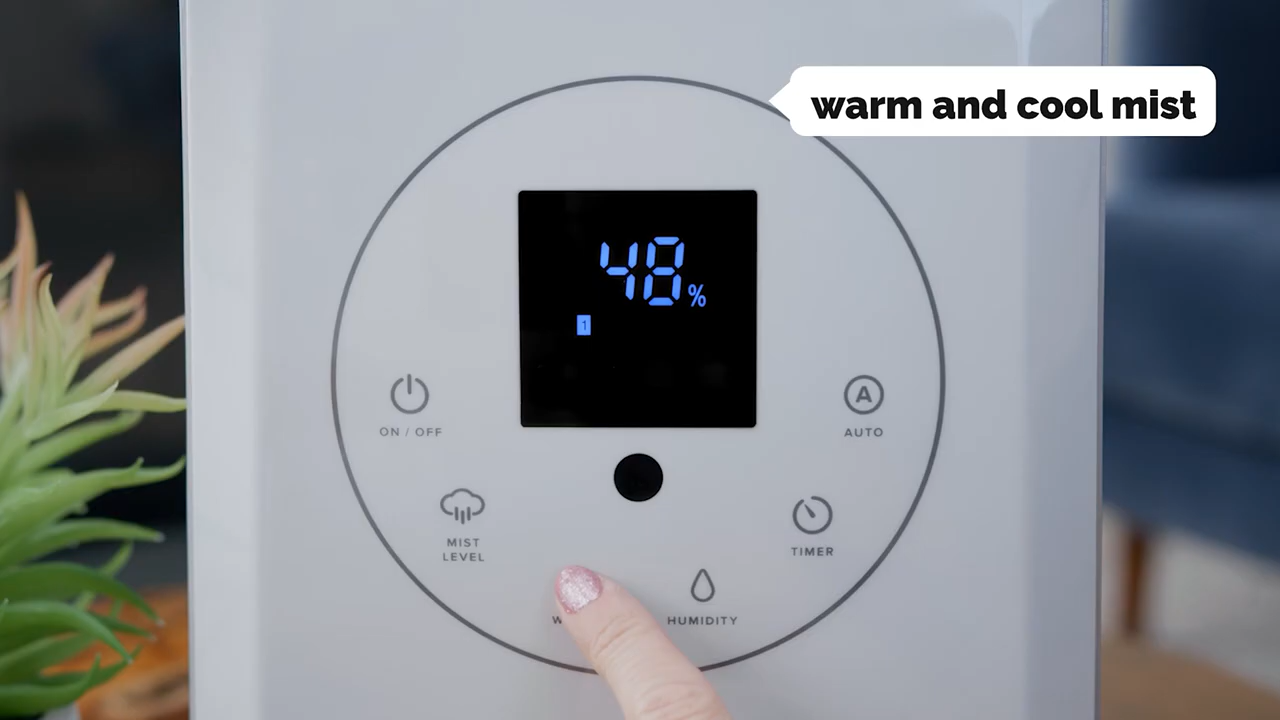 warm and cool mist
48%
1
ON / OFF
A
AUTO
MIST
LEVEL
TIMER
HUMIDITY